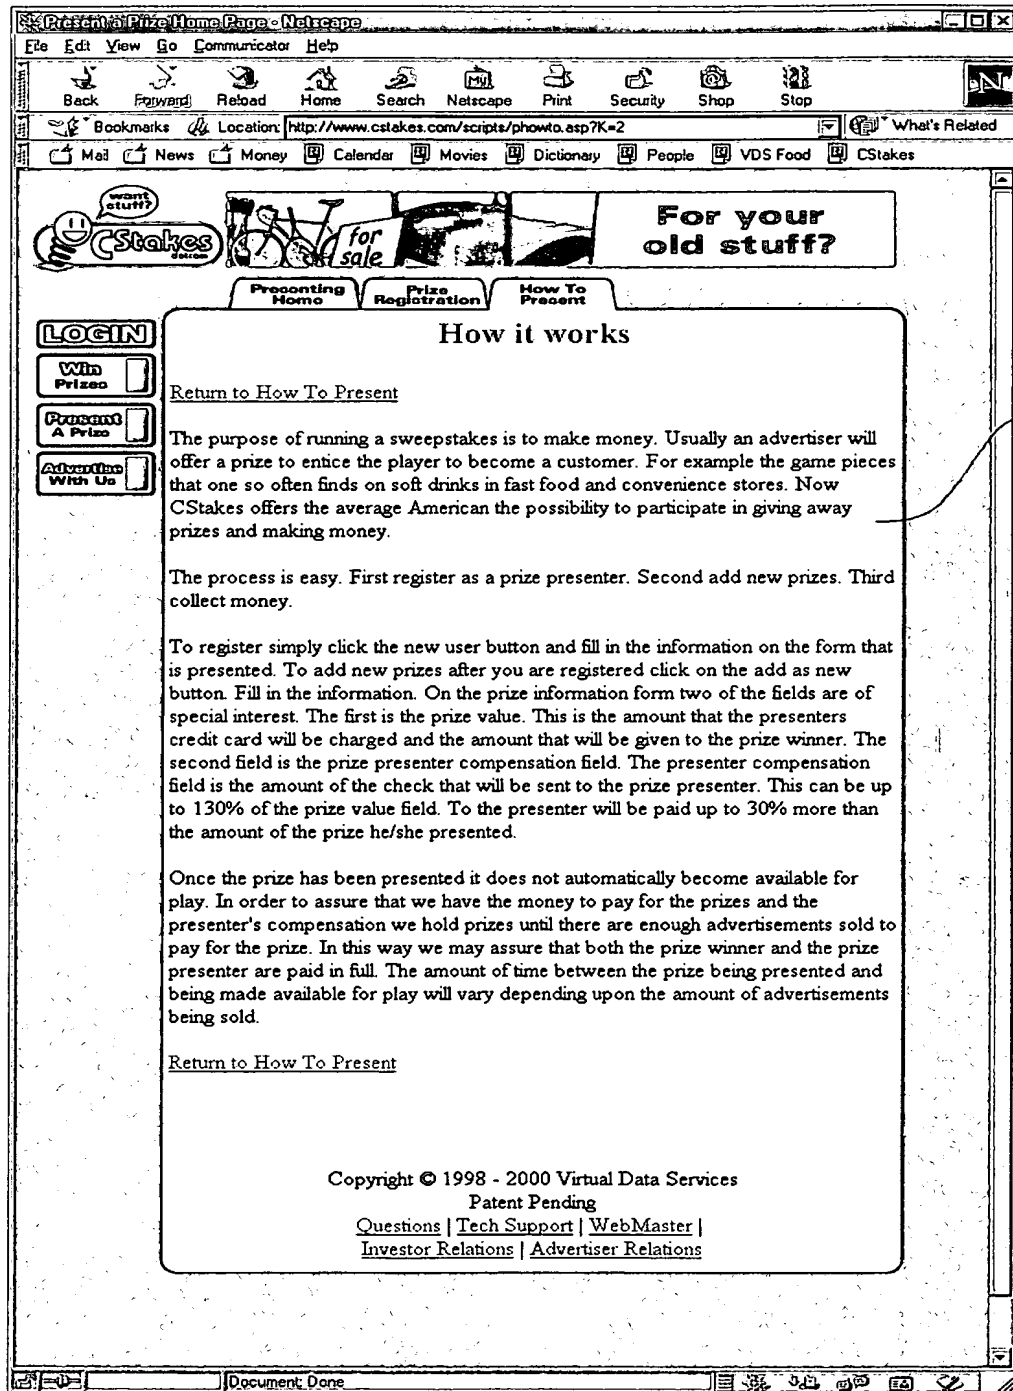 Present a Prize Home Page - Netscape
File Edit View Go Communicator Help
Back Forward Reload Home Search Netscape Print Security Shop Stop
Bookmarks Location: http://www.cstakes.com/scripts/phowto.asp?K=2 What's Related
Mail News Money Calendar Movies Dictionary People VDS Food CStakes
want stuff?
CStakes
dotcom
for sale
For your
old stuff?
Presenting Home
Prize Registration
How To Present
LOGIN
Win
Prizes
Present
A Prize
Advertise
With Us
How it works
Return to How To Present
The purpose of running a sweepstakes is to make money. Usually an advertiser will
offer a prize to entice the player to become a customer. For example the game pieces
that one so often finds on soft drinks in fast food and convenience stores. Now
CStakes offers the average American the possibility to participate in giving away
prizes and making money.
The process is easy. First register as a prize presenter. Second add new prizes. Third
collect money.
To register simply click the new user button and fill in the information on the form that
is presented. To add new prizes after you are registered click on the add as new
button. Fill in the information. On the prize information form two of the fields are of
special interest. The first is the prize value. This is the amount that the presenters
credit card will be charged and the amount that will be given to the prize winner. The
second field is the prize presenter compensation field. The presenter compensation
field is the amount of the check that will be sent to the prize presenter. This can be up
to 130% of the prize value field. To the presenter will be paid up to 30% more than
the amount of the prize he/she presented.
Once the prize has been presented it does not automatically become available for
play. In order to assure that we have the money to pay for the prizes and the
presenter's compensation we hold prizes until there are enough advertisements sold to
pay for the prize. In this way we may assure that both the prize winner and the prize
presenter are paid in full. The amount of time between the prize being presented and
being made available for play will vary depending upon the amount of advertisements
being sold.
Return to How To Present
Copyright © 1998 - 2000 Virtual Data Services
Patent Pending
Questions | Tech Support | WebMaster |
Investor Relations | Advertiser Relations
Document: Done